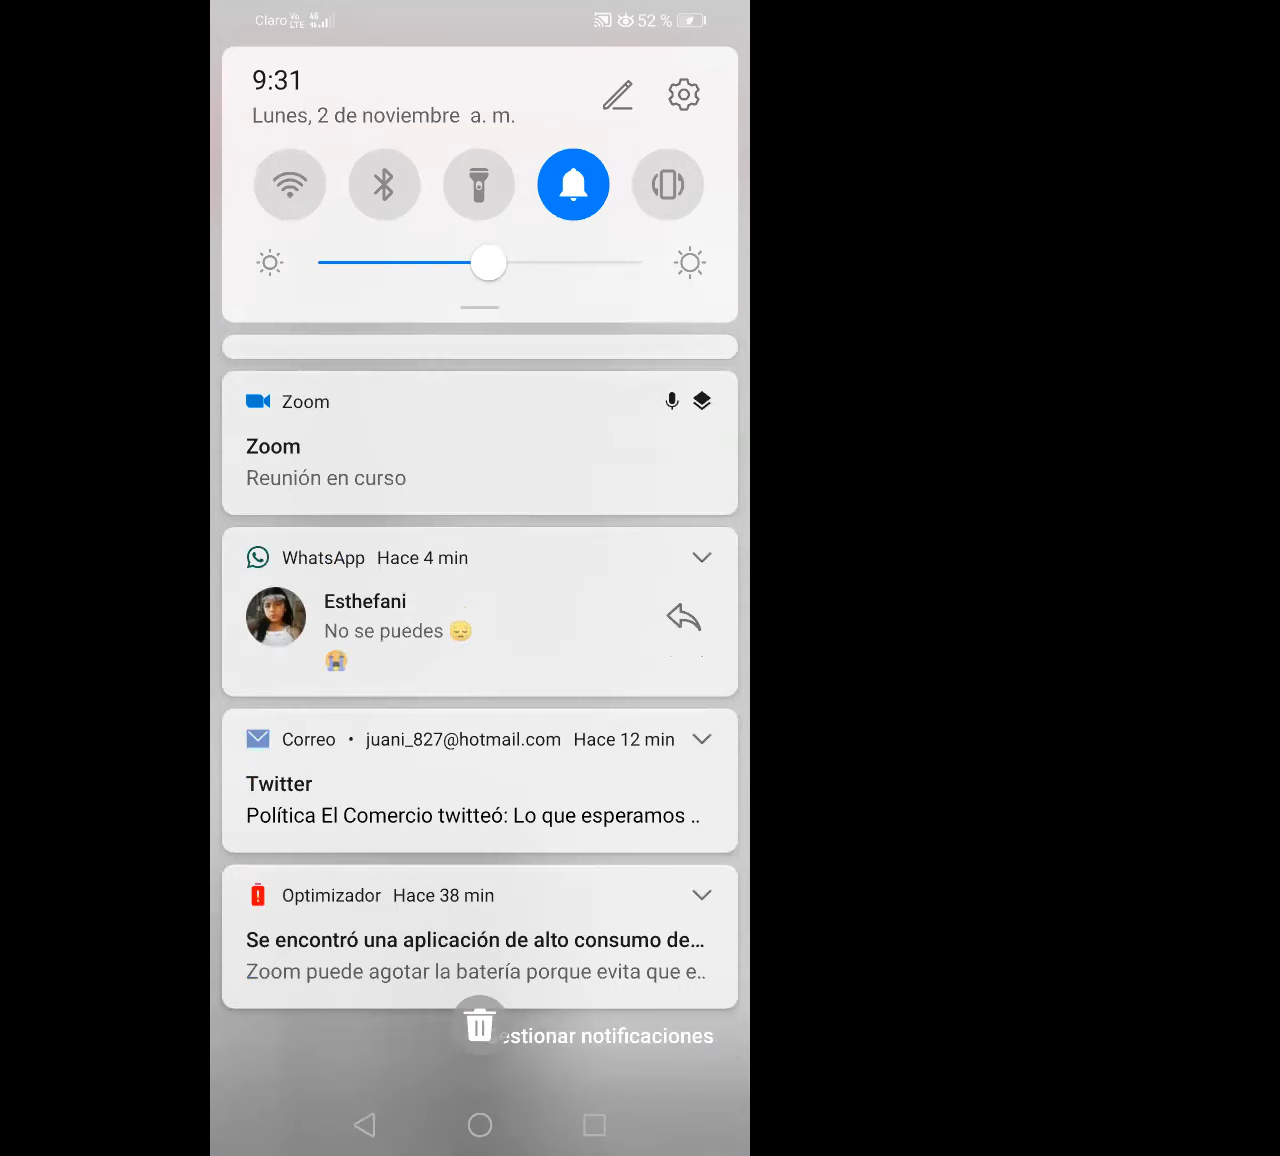 Claro Vo LTE 4G 52 %
9:31
Lunes, 2 de noviembre a. m.
Zoom
Zoom
Reunión en curso
WhatsApp Hace 4 min
Esthefani
No se puedes 😔
😭
Correo • juani_827@hotmail.com Hace 12 min
Twitter
Política El Comercio twitteó: Lo que esperamos ..
Optimizador Hace 38 min
Se encontró una aplicación de alto consumo de...
Zoom puede agotar la batería porque evita que e..
estionar notificaciones